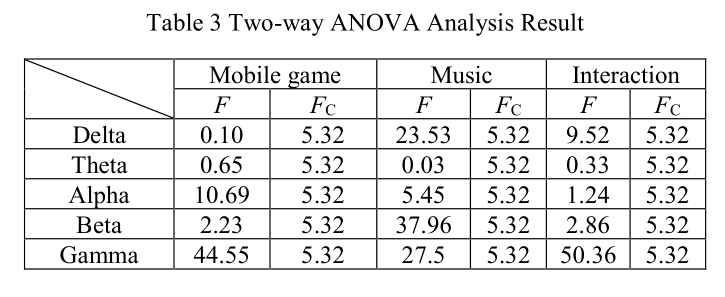 Table 3 Two-way ANOVA Analysis Result
Mobile game Music Interaction
F FC F FC F FC
Delta 0.10 5.32 23.53 5.32 9.52 5.32
Theta 0.65 5.32 0.03 5.32 0.33 5.32
Alpha 10.69 5.32 5.45 5.32 1.24 5.32
Beta 2.23 5.32 37.96 5.32 2.86 5.32
Gamma 44.55 5.32 27.5 5.32 50.36 5.32